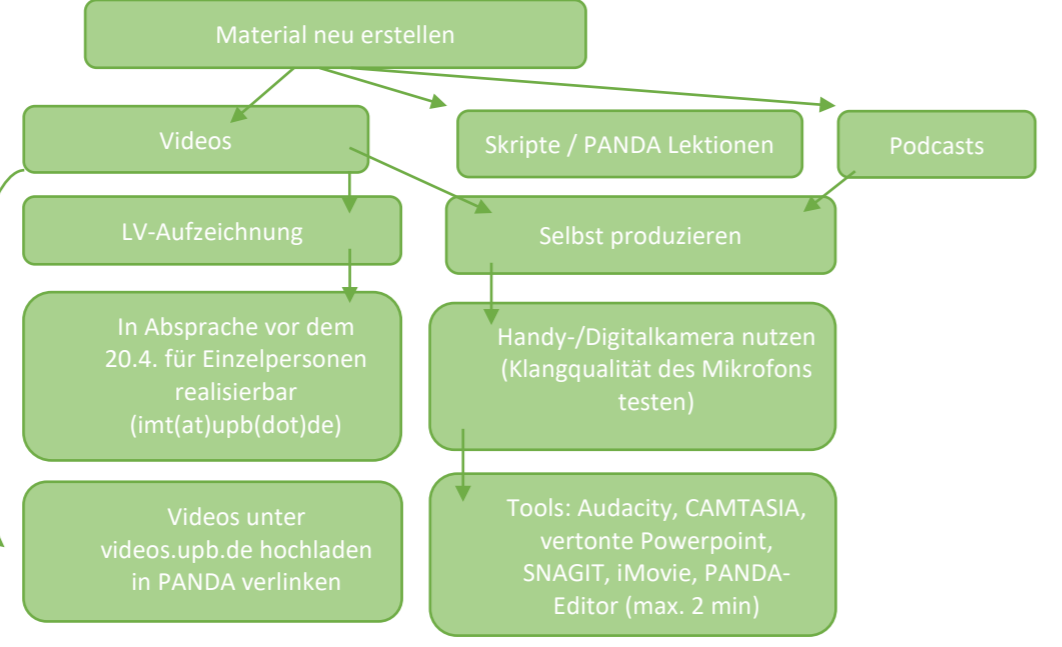 Material neu erstellen
Videos
Skripte / PANDA Lektionen
Podcasts
LV-Aufzeichnung
Selbst produzieren
In Absprache vor dem
20.4. für Einzelpersonen
realisierbar
(imt(at)upb(dot)de)
Handy-/Digitalkamera nutzen
(Klangqualität des Mikrofons
testen)
Videos unter
videos.upb.de hochladen
in PANDA verlinken
Tools: Audacity, CAMTASIA,
vertonte Powerpoint,
SNAGIT, iMovie, PANDA-
Editor (max. 2 min)